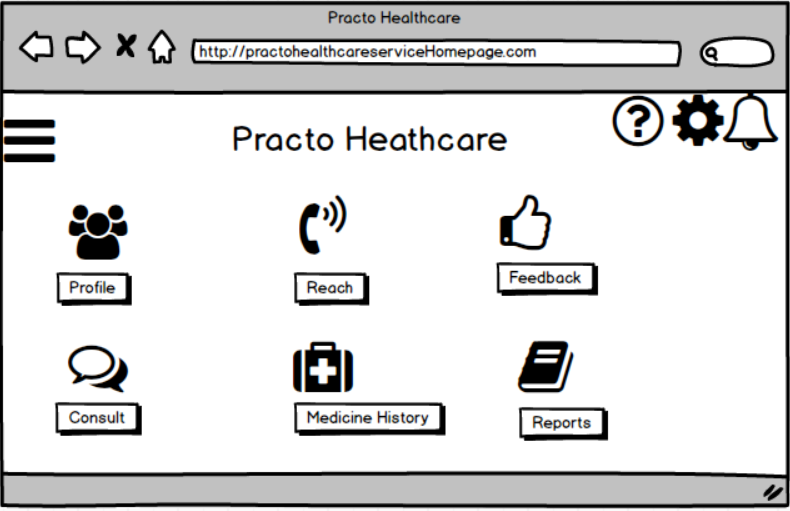 Practo Healthcare
http://practohealthcareserviceHomepage.com
Practo Heathcare
Profile
Reach
Feedback
Consult
Medicine History
Reports